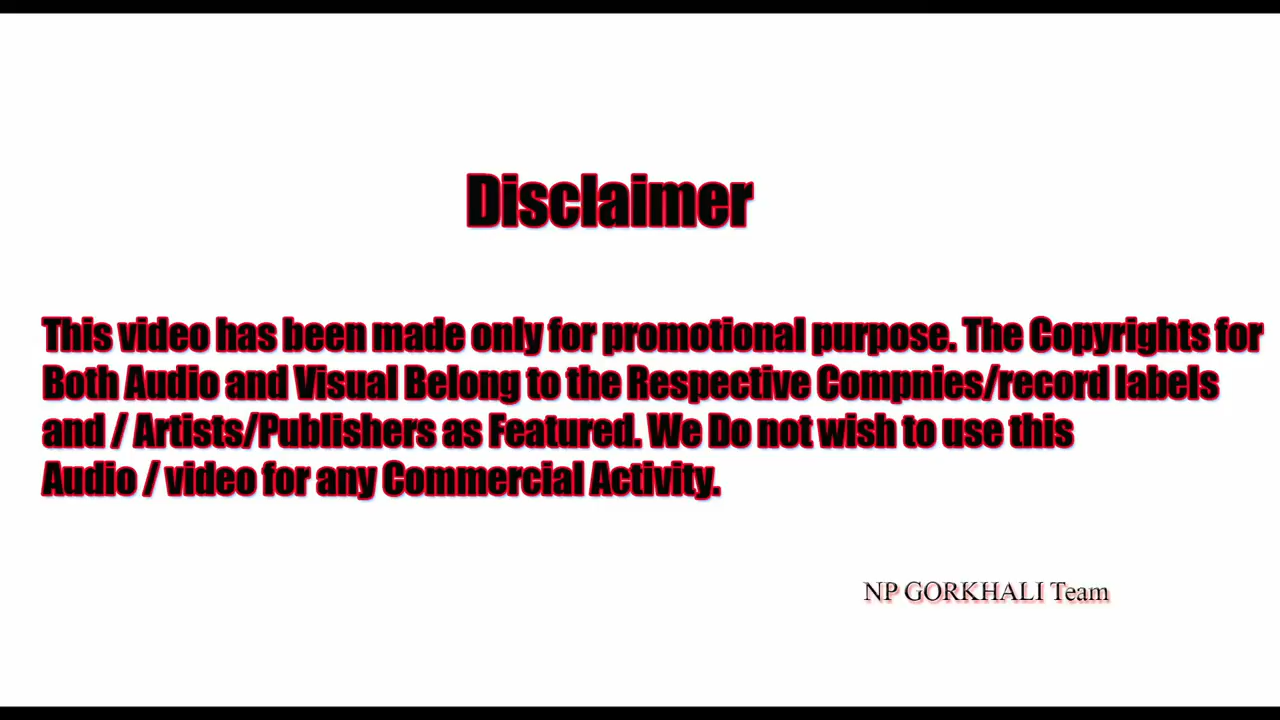 Disclaimer
This video has been made only for promotional purpose. The Copyrights for
Both Audio and Visual Belong to the Respective Compnies/record labels
and / Artists/Publishers as Featured. We Do not wish to use this
Audio / video for any Commercial Activity.
NP GORKHALI Team